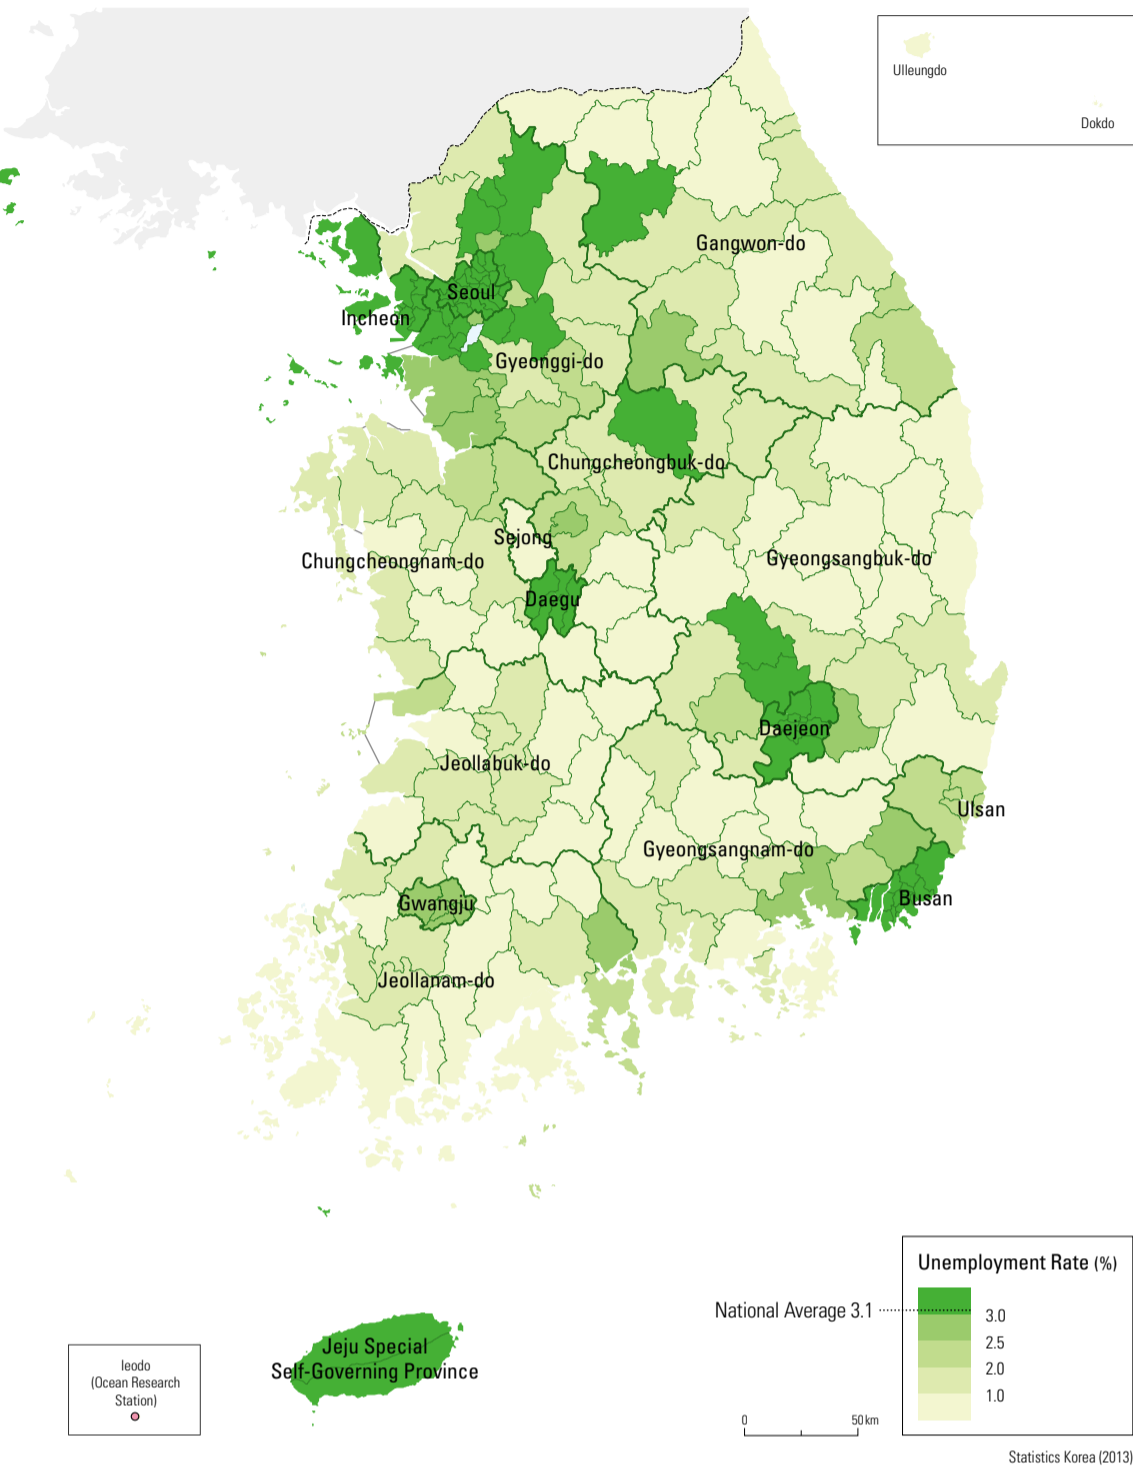 Ulleungdo
Dokdo
Gangwon-do
Seoul
Incheon
Gyeonggi-do
Chungcheongbuk-do
Sejong
Chungcheongnam-do
Gyeongsangbuk-do
Daegu
Daejeon
Jeollabuk-do
Ulsan
Gyeongsangnam-do
Busan
Gwangju
Jeollanam-do
Unemployment Rate (%)
National Average 3.1
3.0
2.5
2.0
1.0
Jeju Special
Self-Governing Province
Ieodo
(Ocean Research
Station)
0 50 km
Statistics Korea (2013)